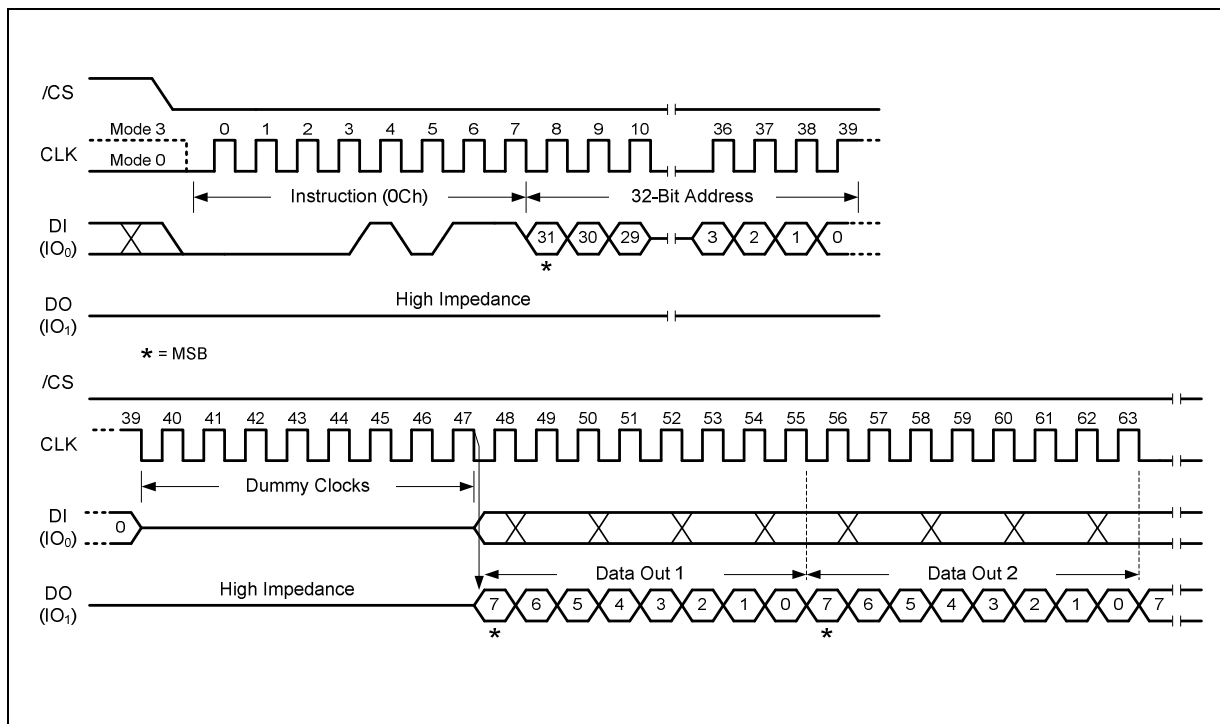 /CS
Mode 3 0 1 2 3 4 5 6 7 8 9 10 36 37 38 39
CLK
Mode 0
Instruction (0Ch) 32-Bit Address
DI
(IO0) 31 30 29 3 2 1 0
*
High Impedance
DO
(IO1)
* = MSB
/CS
39 40 41 42 43 44 45 46 47 48 49 50 51 52 53 54 55 56 57 58 59 60 61 62 63
CLK
Dummy Clocks
DI
(IO0) 0
High Impedance Data Out 1 Data Out 2
DO
(IO1) 7 6 5 4 3 2 1 0 7 6 5 4 3 2 1 0 7
* *